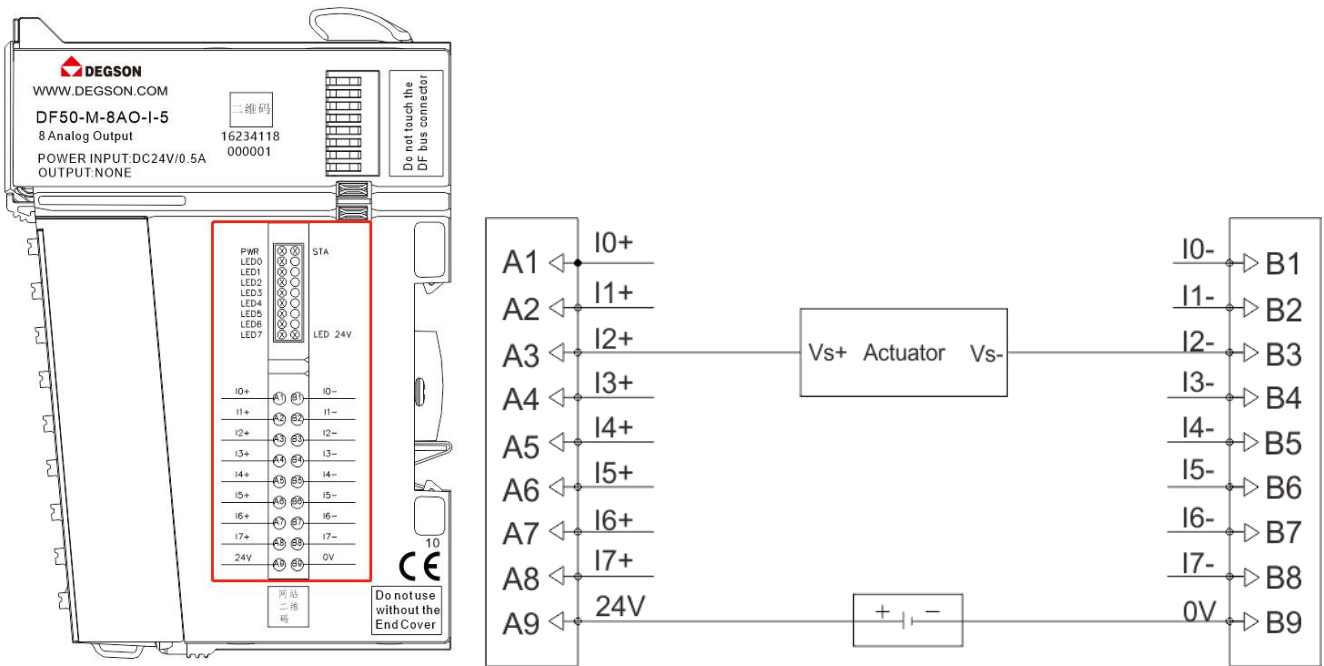 DEGSON
WWW.DEGSON.COM
DF50-M-8AO-I-5
8 Analog Output
POWER INPUT:DC24V/0.5A
OUTPUT:NONE
二维码
16234118
000001
Do not touch the
DF bus connector
PWR STA
LED0
LED1
LED2
LED3
LED4
LED5
LED6
LED7 LED 24V
I0+ A1 B1 I0-
I1+ A2 B2 I1-
I2+ A3 B3 I2-
I3+ A4 B4 I3-
I4+ A5 B5 I4-
I5+ A6 B6 I5-
I6+ A7 B7 I6-
I7+ A8 B8 I7-
24V A9 B9 0V
10
CE
网站
二维
码
Do not use
without the
End Cover
A1 I0+ I0- B1
A2 I1+ I1- B2
A3 I2+ Vs+ Actuator Vs- I2- B3
A4 I3+ I3- B4
A5 I4+ I4- B5
A6 I5+ I5- B6
A7 I6+ I6- B7
A8 I7+ I7- B8
A9 24V + - 0V B9